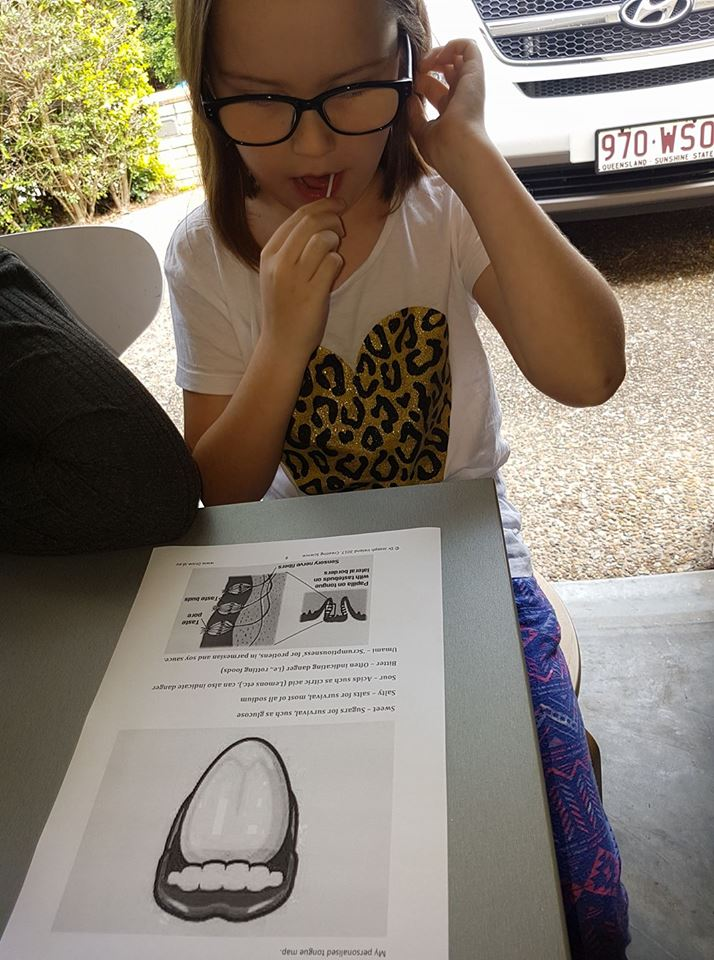 970·WSO
QUEENSLAND - SUNSHINE STATE
My personalised tongue map.
Sweet – Sugars for survival, such as glucose
Salty – salts for survival, most of all sodium
Sour – Acids such as citric acid (Lemons etc.), can also indicate danger
Bitter – Often indicating danger (i.e., rotting foods)
Umami – 'Scrumptiousness' for proteins, in parmesan and soy sauce.
Papilla on tongue
with tastebuds on
lateral borders
Sensory nerve fibers
Taste
pore
Taste buds
© Dr Joseph Ireland 2017. Creating Science